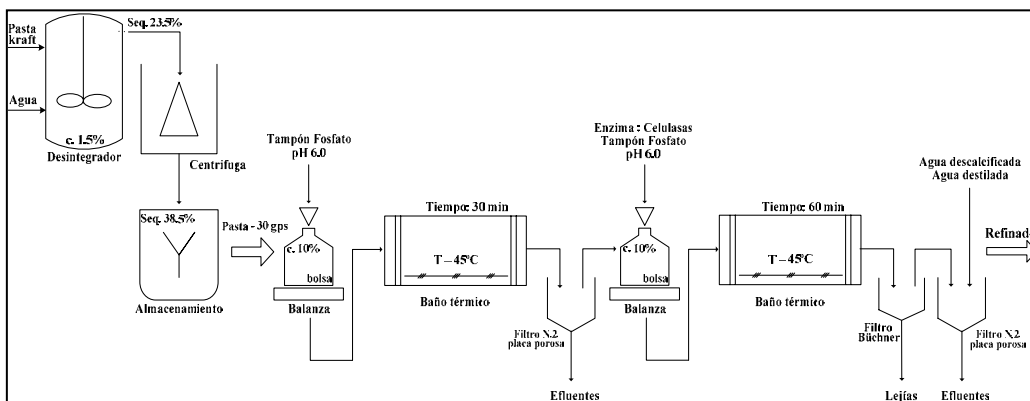 Pasta
kraft
Agua
c. 1.5%
Desintegrador
Seq. 23.5%
Centrifuga
Seq. 38.5%
Almacenamiento
Pasta - 30 gps
Tampón Fosfato
pH 6.0
c. 10%
bolsa
Balanza
Tiempo: 30 min
T – 45ºC
Baño térmico
Filtro N.2
placa porosa
Efluentes
Enzima : Celulasas
Tampón Fosfato
pH 6.0
c. 10%
bolsa
Balanza
Tiempo: 60 min
T – 45ºC
Baño térmico
Filtro
Büchner
Lejías
Agua descalcificada
Agua destilada
Filtro N.2
placa porosa
Efluentes
Refinad